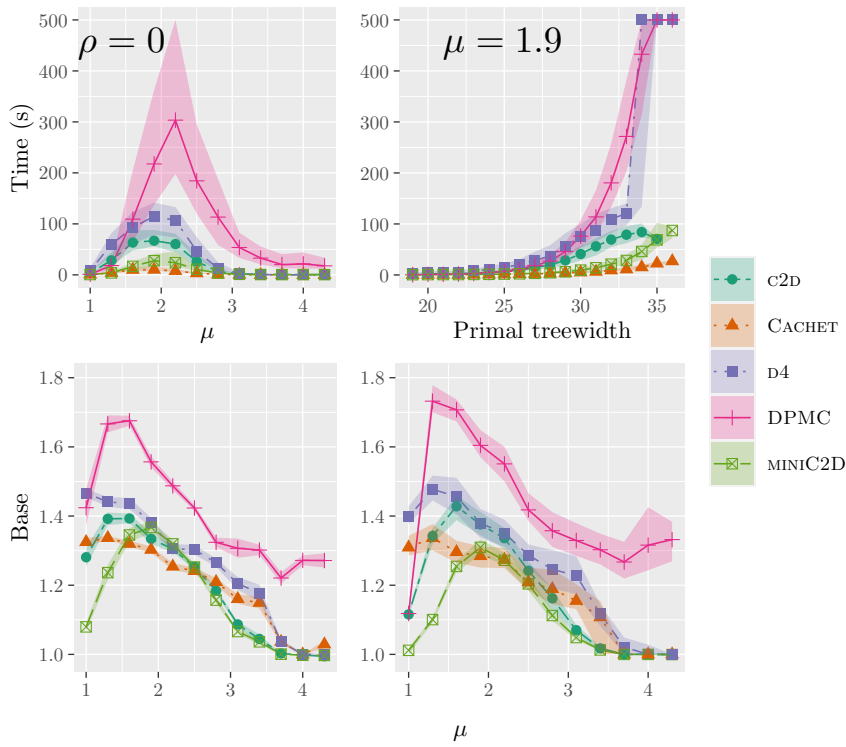 ρ = 0
μ = 1.9
500
400
300
200
100
0
Time (s)
1 2 3 4
μ
500
400
300
200
100
0
20 25 30 35
Primal treewidth
1.8
1.6
1.4
1.2
1.0
Base
1 2 3 4
1.8
1.6
1.4
1.2
1.0
1 2 3 4
μ
C2D
CACHET
D4
DPMC
MINIC2D